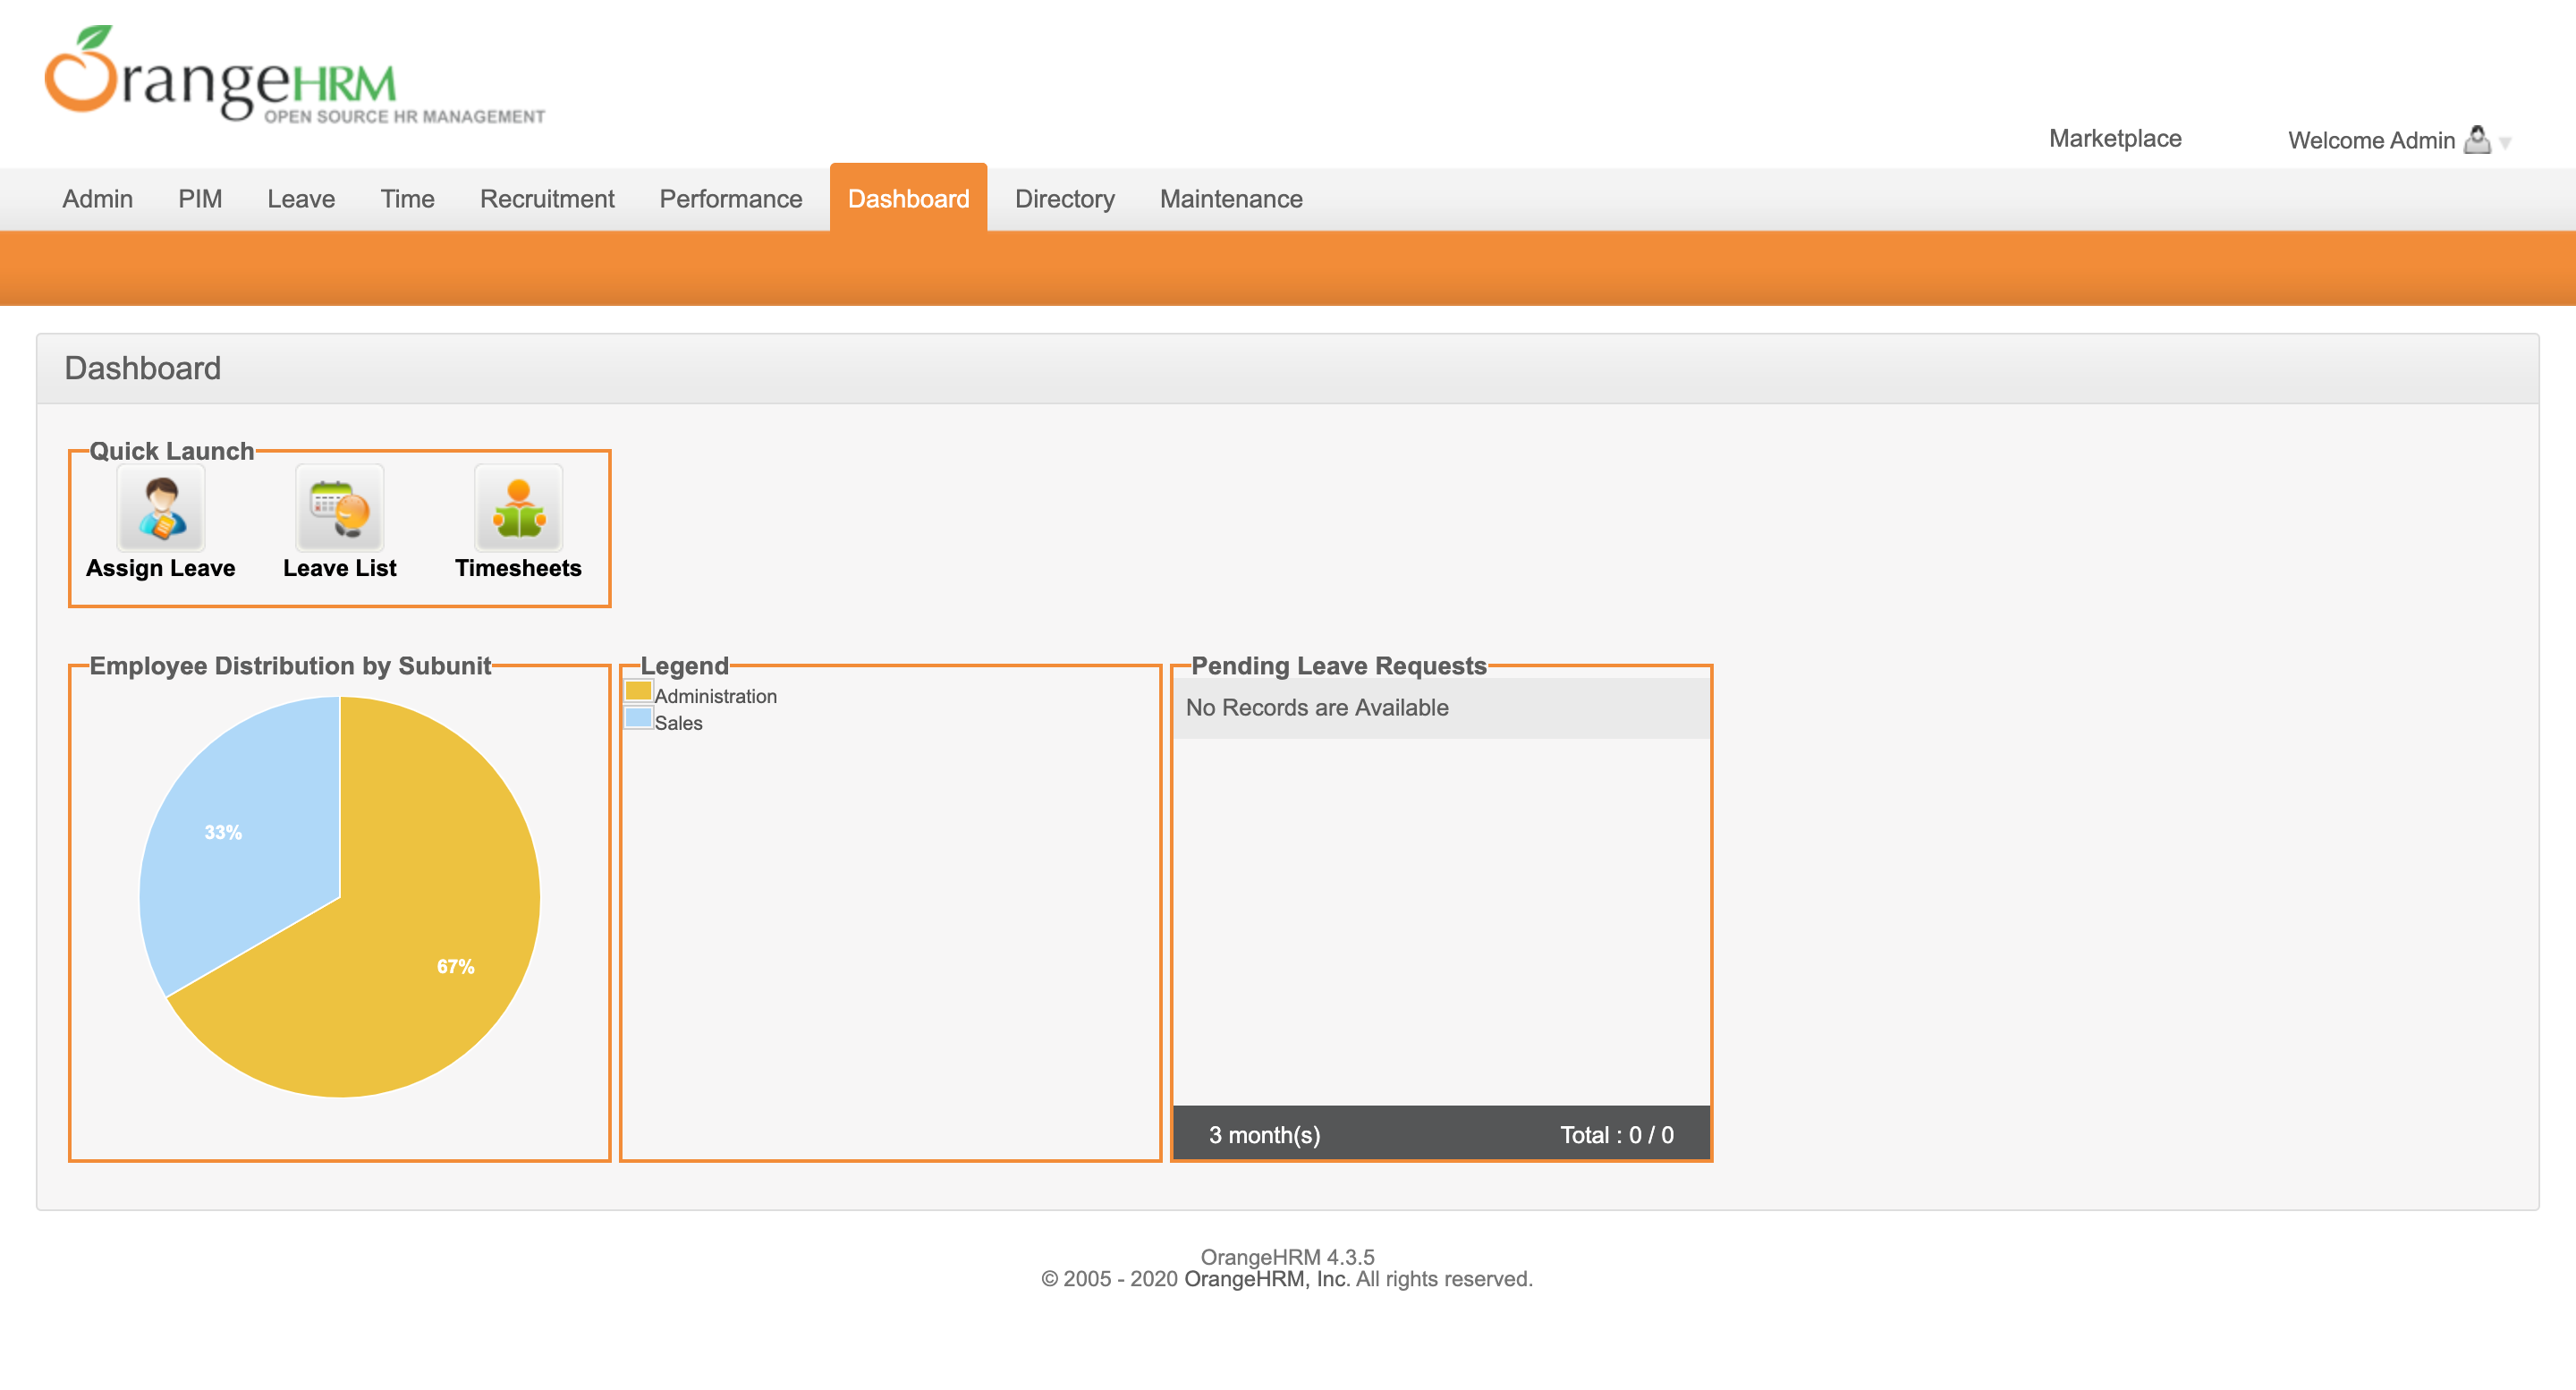 OrangeHRM
OPEN SOURCE HR MANAGEMENT
Marketplace
Welcome Admin
Admin PIM Leave Time Recruitment Performance Dashboard Directory Maintenance
Dashboard
Quick Launch
Assign Leave Leave List Timesheets
Employee Distribution by Subunit
33%
67%
Legend
Administration
Sales
Pending Leave Requests
No Records are Available
3 month(s) Total : 0 / 0
OrangeHRM 4.3.5
© 2005 - 2020 OrangeHRM, Inc. All rights reserved.